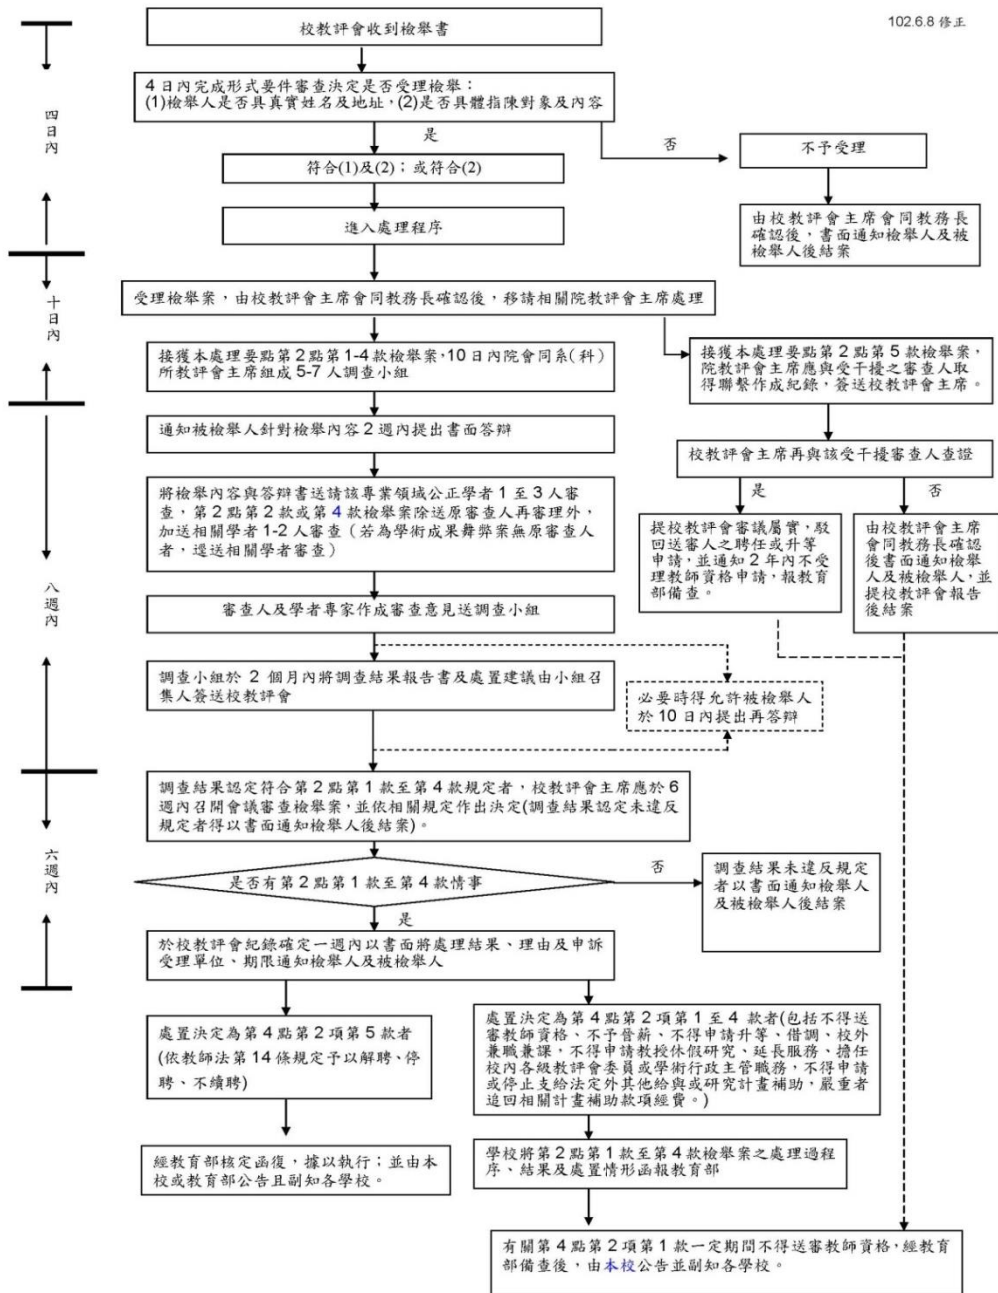 102.6.8 修正
校教評會收到檢舉書
4 日內完成形式要件審查決定是否受理檢舉：
(1)檢舉人是否具真實姓名及地址，(2)是否具體指陳對象及內容
四日內
是
否
符合(1)及(2)；或符合(2)
不予受理
進入處理程序
由校教評會主席會同教務長
確認後，書面通知檢舉人及被
檢舉人後結案
十日內
受理檢舉案，由校教評會主席會同教務長確認後，移請相關院教評會主席處理
接獲本處理要點第 2 點第 1-4 款檢舉案，10 日內院會同系(科)
所教評會主席組成 5-7 人調查小組
接獲本處理要點第 2 點第 5 款檢舉案，
院教評會主席應與受干擾之審查人取
得聯繫作成紀錄，簽送校教評會主席。
八週內
通知被檢舉人針對檢舉內容 2 週內提出書面答辯
校教評會主席再與該受干擾審查人查證
是
否
將檢舉內容與答辯書送請該專業領域公正學者 1 至 3 人審
查，第 2 點第 2 款或第 4 款檢舉案除送原審查人再審理外，
加送相關學者 1-2 人審查（若為學術成果舞弊案無原審查人
者，逕送相關學者審查）
提校教評會審議屬實，駁
回送審人之聘任或升等
申請，並通知 2 年內不受
理教師資格申請，報教育
部備查。
由校教評會主席
會同教務長確認
後書面通知檢舉
人及被檢舉人，並
提校教評會報告
後結案
審查人及學者專家作成審查意見送調查小組
調查小組於 2 個月內將調查結果報告書及處置建議由小組召
集人簽送校教評會
必要時得允許被檢舉人
於 10 日內提出再答辯
六週內
調查結果認定符合第 2 點第 1 款至第 4 款規定者，校教評會主席應於 6
週內召開會議審查檢舉案，並依相關規定作出決定(調查結果認定未違反
規定者得以書面通知檢舉人後結案)。
是否有第 2 點第 1 款至第 4 款情事
否
調查結果未違反規定
者以書面通知檢舉人
及被檢舉人後結案
是
於校教評會紀錄確定一週內以書面將處理結果、理由及申訴
受理單位、期限通知檢舉人及被檢舉人
處置決定為第 4 點第 2 項第 5 款者
(依教師法第 14 條規定予以解聘、停
聘、不續聘)
處置決定為第 4 點第 2 項第 1 至 4 款者(包括不得送
審教師資格、不予晉薪、不得申請升等、借調、校外
兼職兼課，不得申請教授休假研究、延長服務、擔任
校內各級教評會委員或學術行政主管職務，不得申請
或停止支給法定外其他給與或研究計畫補助，嚴重者
追回相關計畫補助款項經費。)
經教育部核定函復，據以執行；並由本
校或教育部公告且副知各學校。
學校將第 2 點第 1 款至第 4 款檢舉案之處理過
程序、結果及處置情形函報教育部
有關第 4 點第 2 項第 1 款一定期間不得送審教師資格，經教育
部備查後，由本校公告並副知各學校。